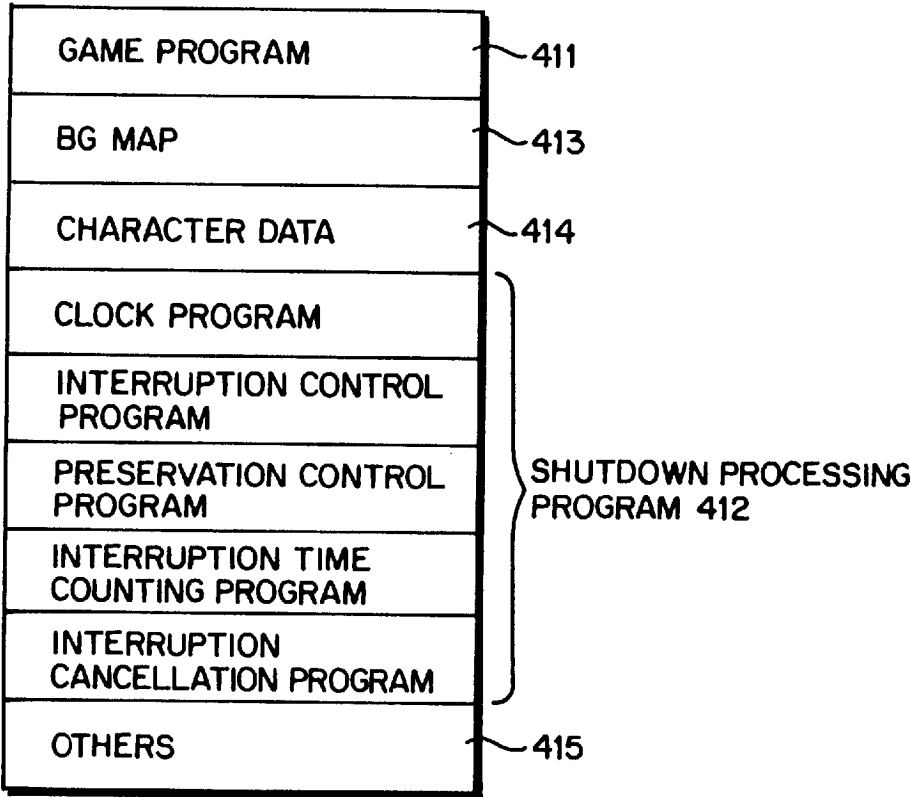 GAME PROGRAM 411
BG MAP 413
CHARACTER DATA 414
CLOCK PROGRAM
INTERRUPTION CONTROL
PROGRAM
PRESERVATION CONTROL
PROGRAM
INTERRUPTION TIME
COUNTING PROGRAM
INTERRUPTION
CANCELLATION PROGRAM
SHUTDOWN PROCESSING
PROGRAM 412
OTHERS 415